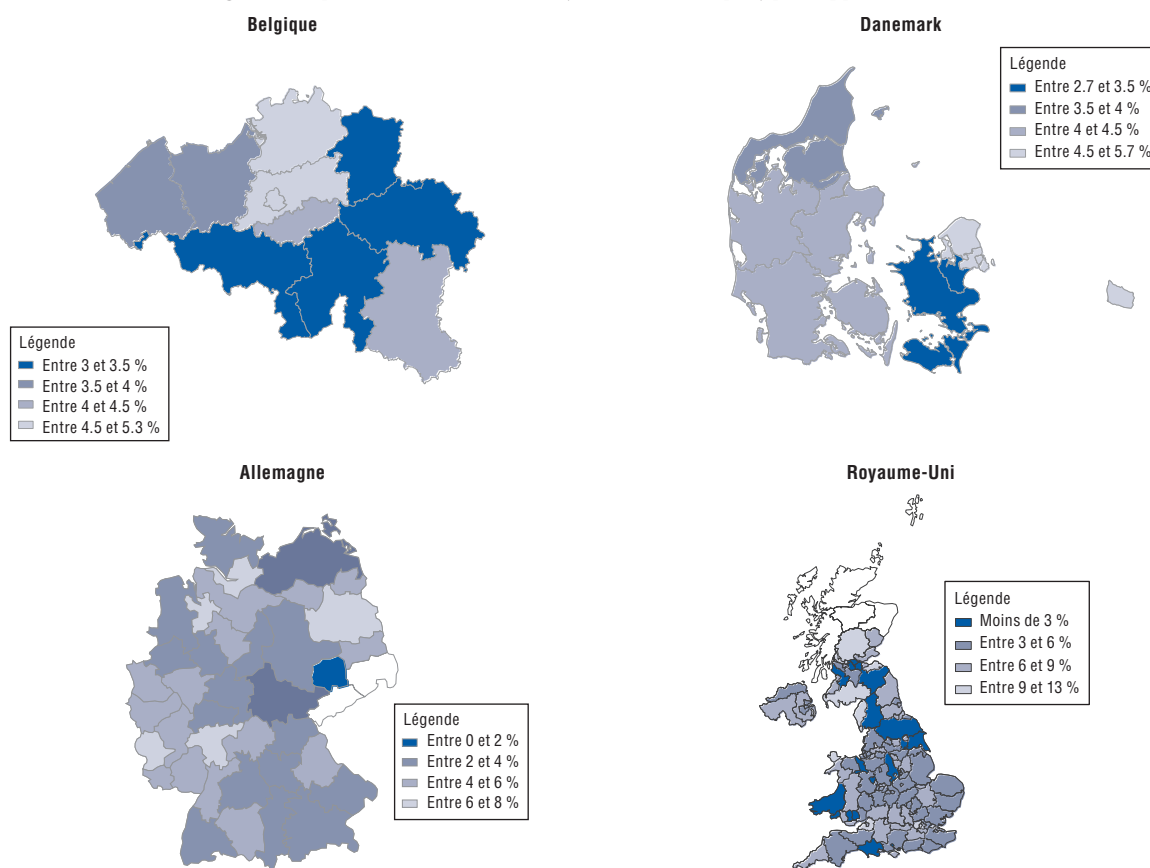 Belgique
Légende
Entre 3 et 3.5 %
Entre 3.5 et 4 %
Entre 4 et 4.5 %
Entre 4.5 et 5.3 %
Danemark
Légende
Entre 2.7 et 3.5 %
Entre 3.5 et 4 %
Entre 4 et 4.5 %
Entre 4.5 et 5.7 %
Allemagne
Légende
Entre 0 et 2 %
Entre 2 et 4 %
Entre 4 et 6 %
Entre 6 et 8 %
Royaume-Uni
Légende
Moins de 3 %
Entre 3 et 6 %
Entre 6 et 9 %
Entre 9 et 13 %